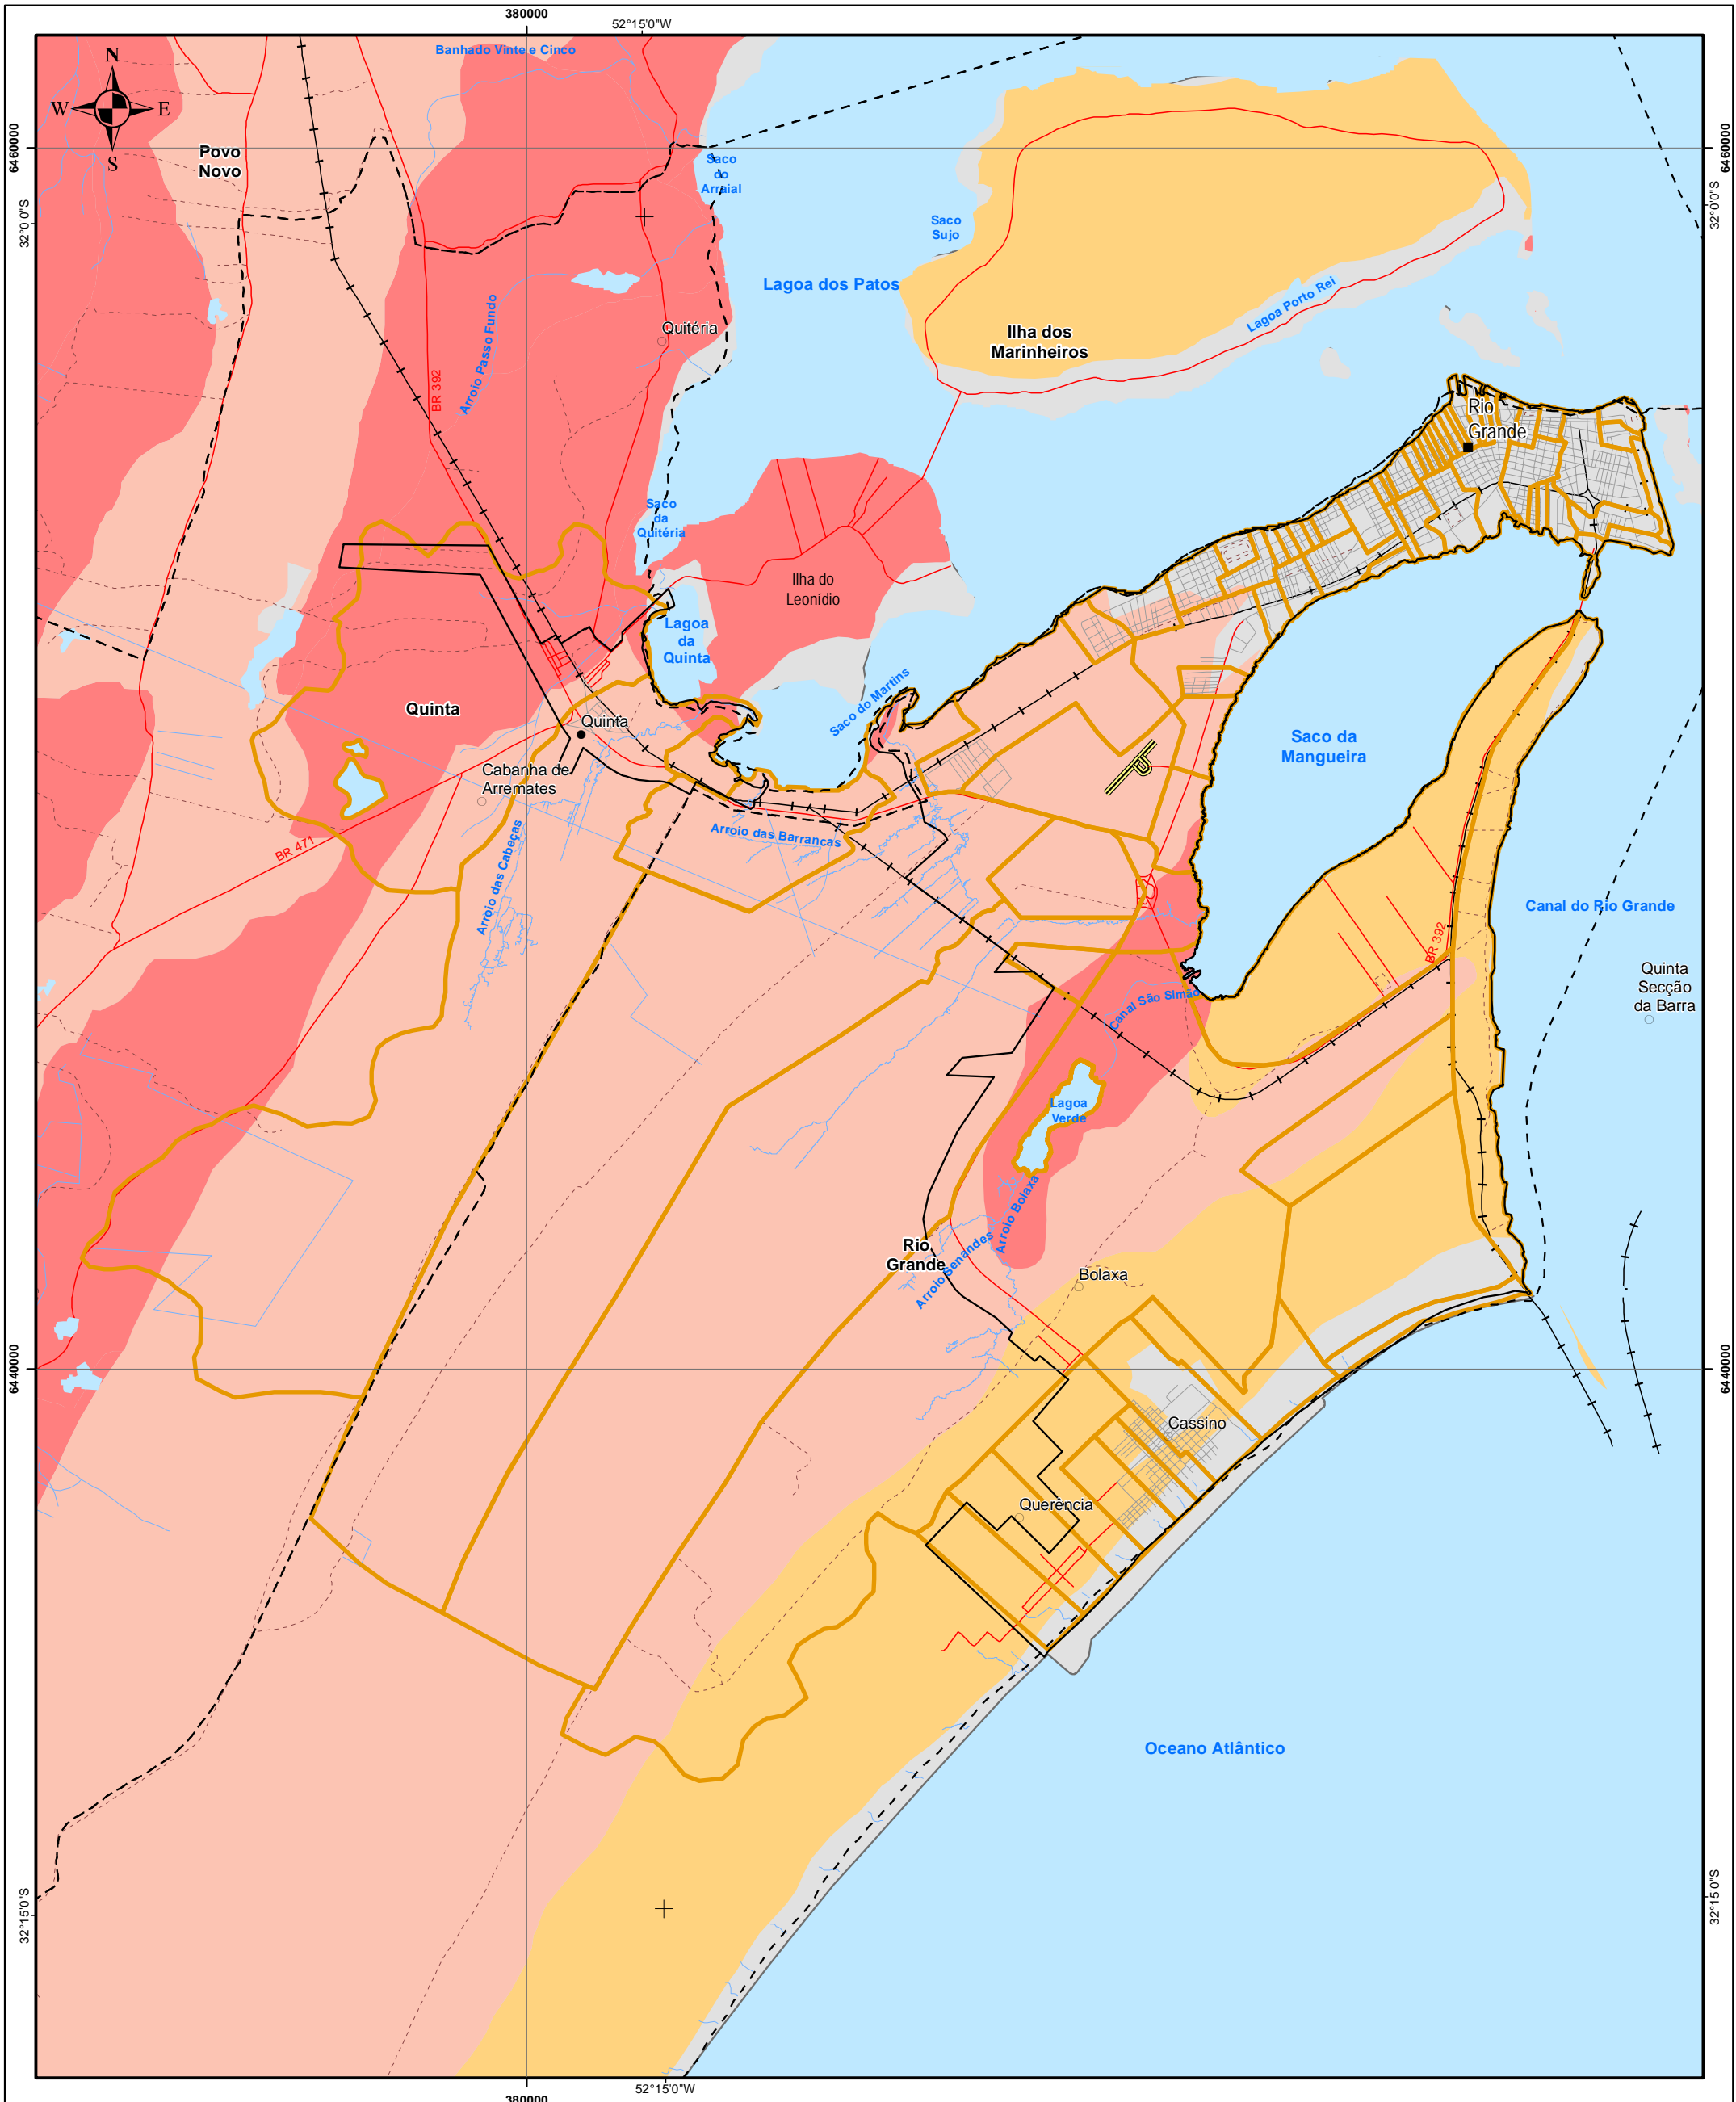 380000
52°15'0"W
Banhado Vinte e Cinco
N
W
E
S
6460000
6460000
Povo
Novo
Saco
do
Arraial
32°0'0"S
32°0'0"S
Saco
Sujo
Lagoa dos Patos
Lagoa Porto Rei
Arroio Passo Fundo
Quitéria
Ilha dos
Marinheiros
BR 392
Rio
Grande
Saco
da
Quitéria
Ilha do
Leonídio
Lagoa
da
Quinta
Saco do Martins
Quinta
Quinta
Saco da
Mangueira
Cabanha de
Arremates
Arroio das Barrancas
BR 471
Arroio das Cabeças
Canal do Rio Grande
BR 392
Quinta
Secção
da Barra
Canal São Simão
Lagoa
Verde
Arroio Bolaxa
Rio
Grande
Arroio Senandes
Bolaxa
6440000
6440000
Cassino
Querência
Oceano Atlântico
32°15'0"S
32°15'0"S
52°15'0"W
380000